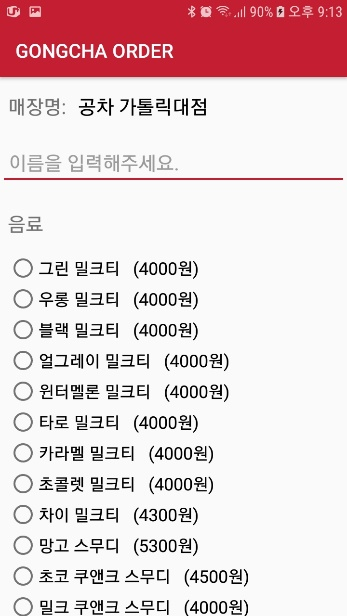 90% 오후 9:13
GONGCHA ORDER
매장명: 공차 가톨릭대점
이름을 입력해주세요.
음료
그린 밀크티 (4000원)
우롱 밀크티 (4000원)
블랙 밀크티 (4000원)
얼그레이 밀크티 (4000원)
윈터멜론 밀크티 (4000원)
타로 밀크티 (4000원)
카라멜 밀크티 (4000원)
초콜렛 밀크티 (4000원)
차이 밀크티 (4300원)
망고 스무디 (5300원)
초코 쿠앤크 스무디 (4500원)
밀크 쿠앤크 스무디 (4000원)